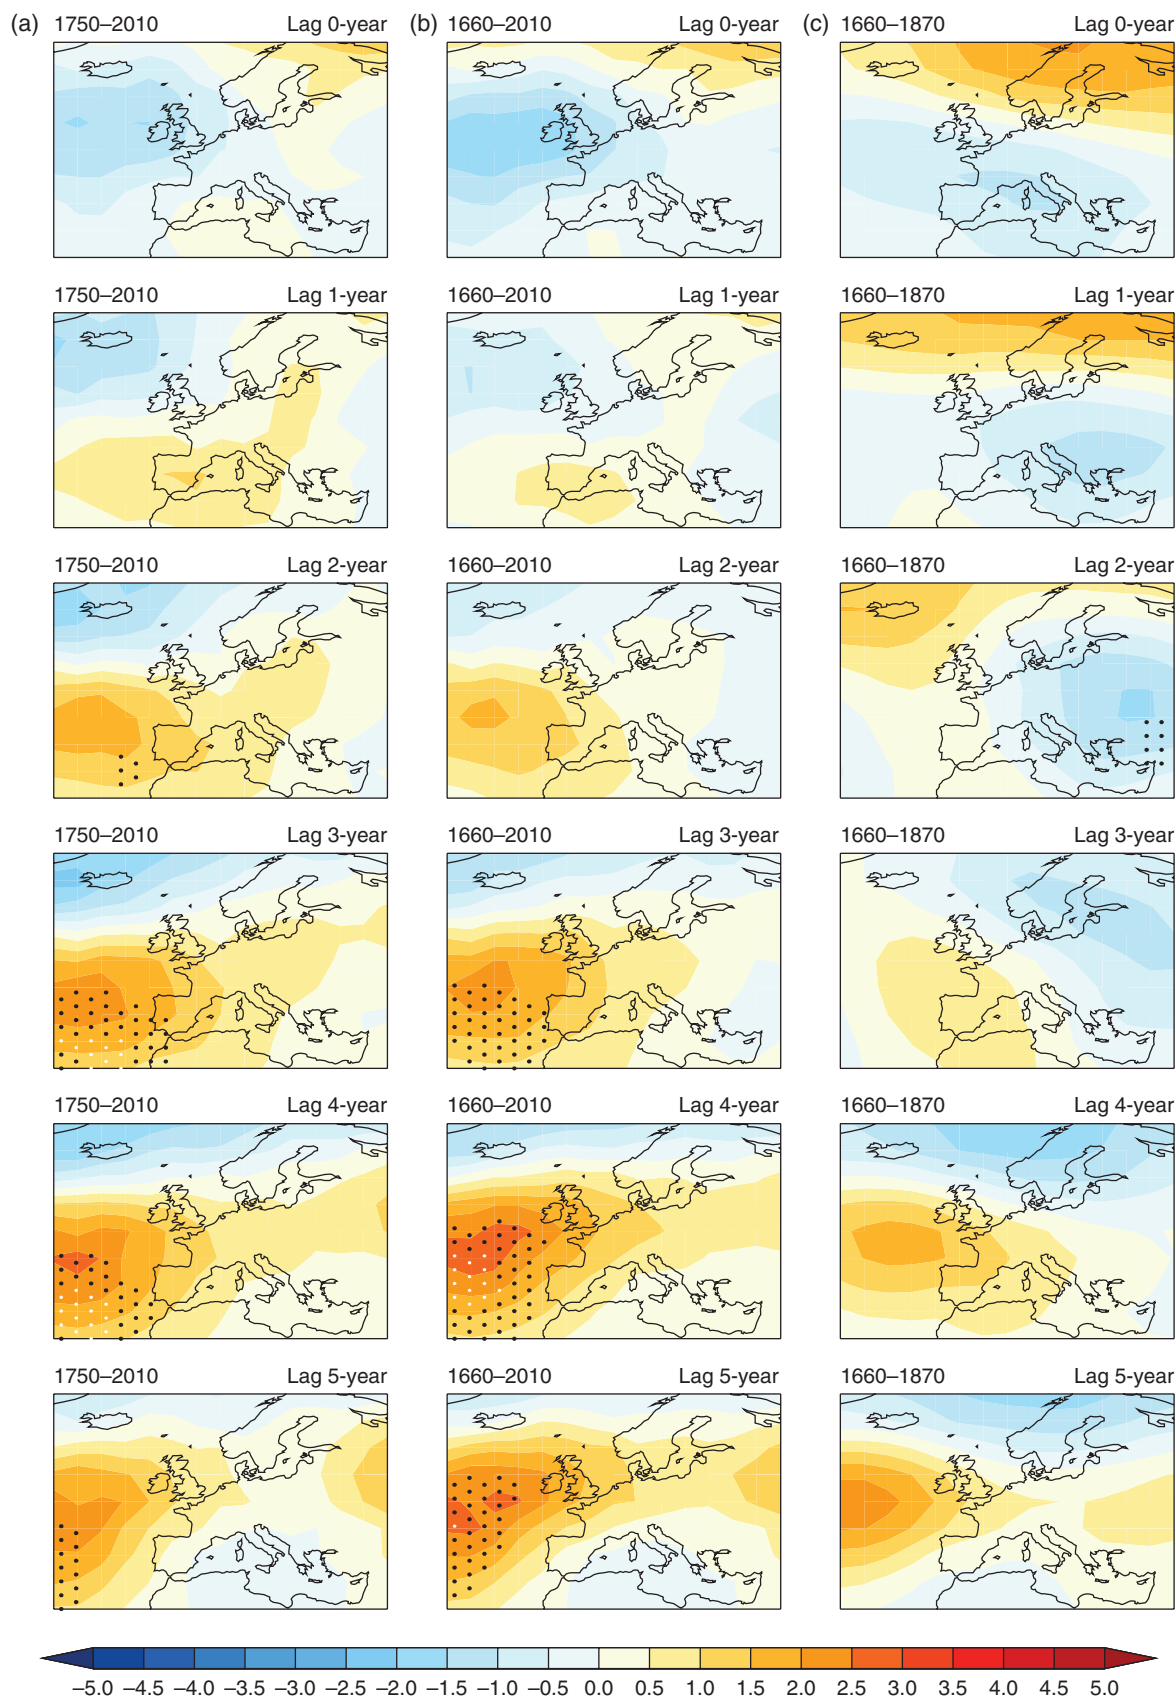 (a) 1750–2010 Lag 0-year (b) 1660–2010 Lag 0-year (c) 1660–1870 Lag 0-year
1750–2010 Lag 1-year 1660–2010 Lag 1-year 1660–1870 Lag 1-year
1750–2010 Lag 2-year 1660–2010 Lag 2-year 1660–1870 Lag 2-year
1750–2010 Lag 3-year 1660–2010 Lag 3-year 1660–1870 Lag 3-year
1750–2010 Lag 4-year 1660–2010 Lag 4-year 1660–1870 Lag 4-year
1750–2010 Lag 5-year 1660–2010 Lag 5-year 1660–1870 Lag 5-year
–5.0 –4.5 –4.0 –3.5 –3.0 –2.5 –2.0 –1.5 –1.0 –0.5 0.0 0.5 1.0 1.5 2.0 2.5 3.0 3.5 4.0 4.5 5.0